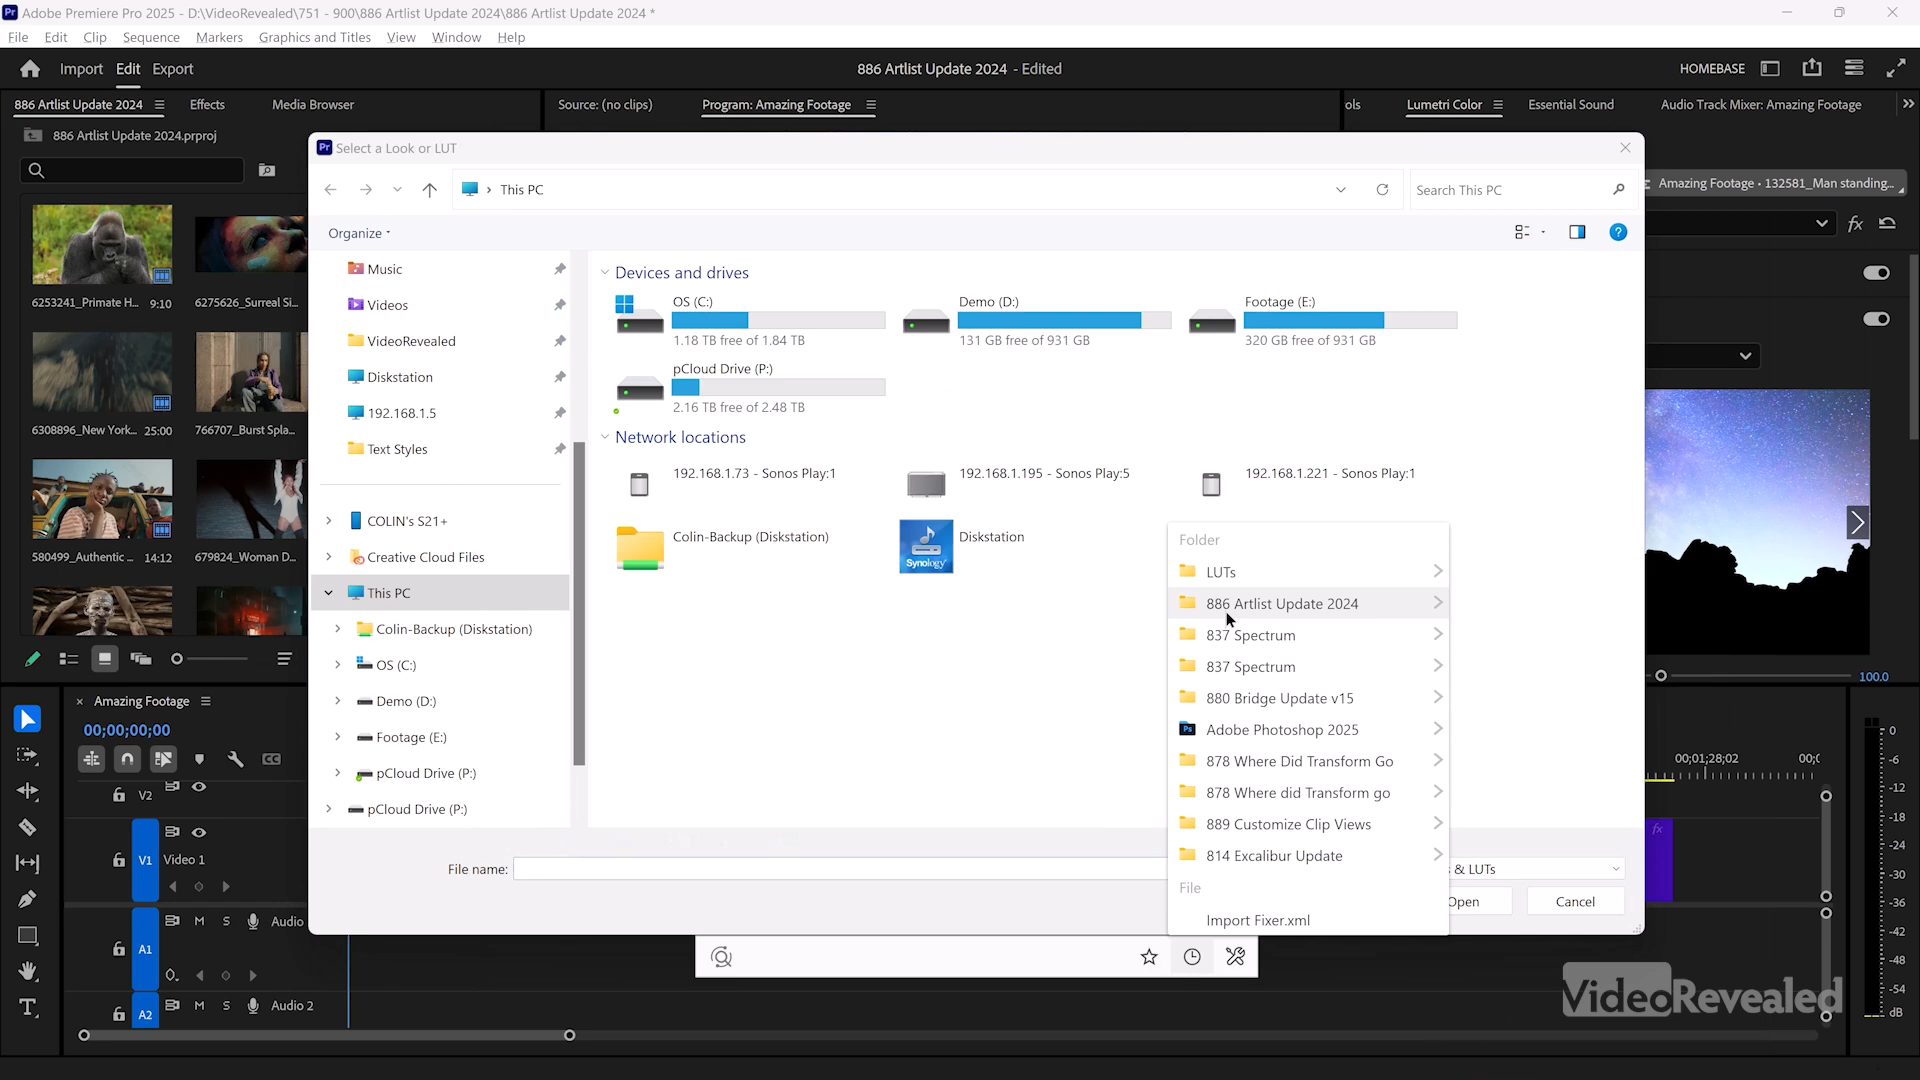 Adobe Premiere Pro 2025 - D:\VideoRevealed\751 - 900\886 Artlist Update 2024\886 Artlist Update 2024 *
File Edit Clip Sequence Markers Graphics and Titles View Window Help
Import Edit Export
886 Artlist Update 2024 - Edited
HOMEBASE
886 Artlist Update 2024
Effects
Media Browser
Source: (no clips)
Program: Amazing Footage
ols
Lumetri Color
Essential Sound
Audio Track Mixer: Amazing Footage
886 Artlist Update 2024.prproj
Select a Look or LUT
This PC
Search This PC
Amazing Footage • 132581_Man standing...
Organize
Music
Videos
VideoRevealed
Diskstation
192.168.1.5
Text Styles
COLIN's S21+
Creative Cloud Files
This PC
Colin-Backup (Diskstation)
OS (C:)
Demo (D:)
Footage (E:)
pCloud Drive (P:)
pCloud Drive (P:)
Devices and drives
OS (C:)
1.18 TB free of 1.84 TB
Demo (D:)
131 GB free of 931 GB
Footage (E:)
320 GB free of 931 GB
pCloud Drive (P:)
2.16 TB free of 2.48 TB
Network locations
192.168.1.73 - Sonos Play:1
192.168.1.195 - Sonos Play:5
192.168.1.221 - Sonos Play:1
Colin-Backup (Diskstation)
Synology
Diskstation
Folder
LUTs
886 Artlist Update 2024
837 Spectrum
837 Spectrum
880 Bridge Update v15
Ps Adobe Photoshop 2025
878 Where Did Transform Go
878 Where did Transform go
889 Customize Clip Views
814 Excalibur Update
File
Import Fixer.xml
File name:
& LUTs
Open
Cancel
6253241_Primate H... 9:10
6275626_Surreal Si...
6308896_New York... 25:00
766707_Burst Spla...
580499_Authentic ... 14:12
679824_Woman D...
100.0
Amazing Footage
00;00;00;00
00;01;28;02
V2
V1 Video 1
A1 M S Audio
A2 M S Audio 2
fx
0
-6
-12
-18
-24
-30
-36
-42
-48
-54
dB
VideoRevealed